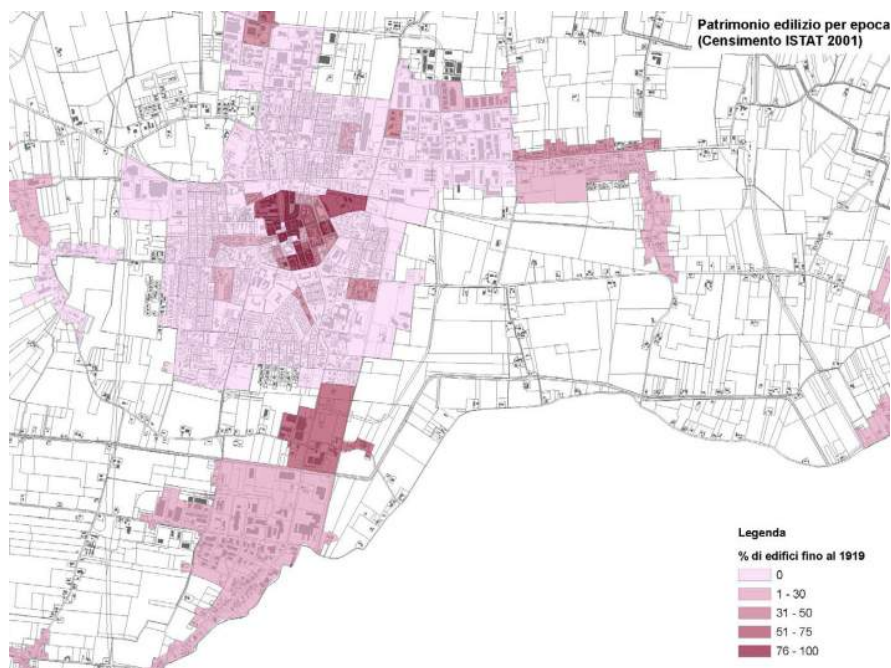 Patrimonio edilizio per epoca
(Censimento ISTAT 2001)
Legenda
% di edifici fino al 1919
0
1 - 30
31 - 50
51 - 75
76 - 100